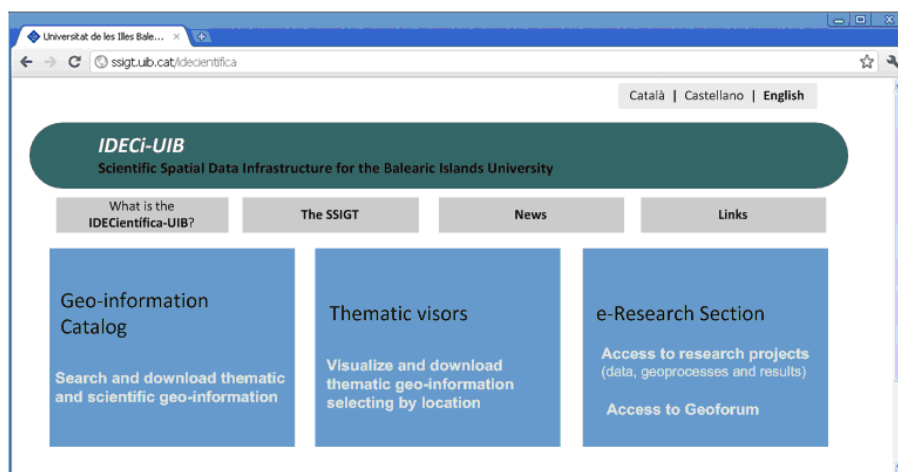 Universitat de les Illes Bale...
ssigt.uib.cat/idecientifica
Català | Castellano | English
IDECi-UIB
Scientific Spatial Data Infrastructure for the Balearic Islands University
What is the
IDECientífica-UIB?
The SSIGT
News
Links
Geo-information
Catalog
Search and download thematic
and scientific geo-information
Thematic visors
Visualize and download
thematic geo-information
selecting by location
e-Research Section
Access to research projects
(data, geoprocesses and results)
Access to Geoforum